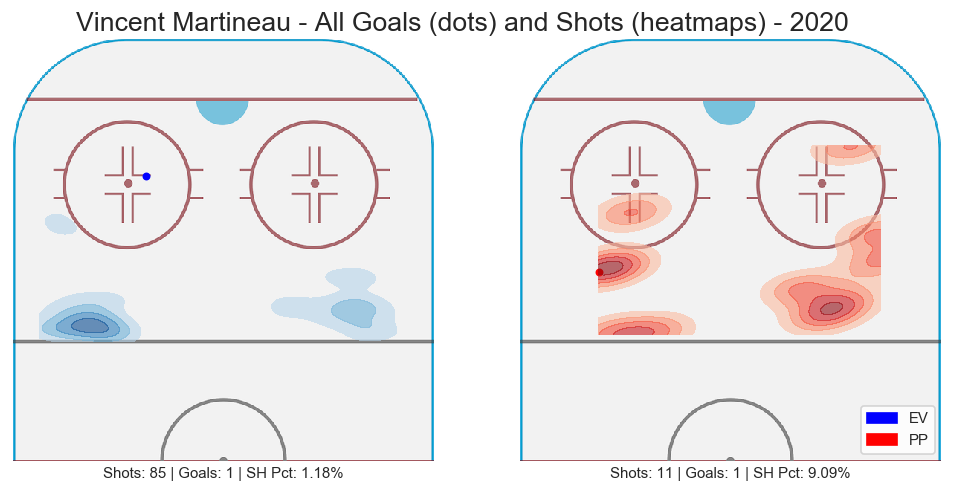 Vincent Martineau - All Goals (dots) and Shots (heatmaps) - 2020
EV
PP
Shots: 85 | Goals: 1 | SH Pct: 1.18%
Shots: 11 | Goals: 1 | SH Pct: 9.09%